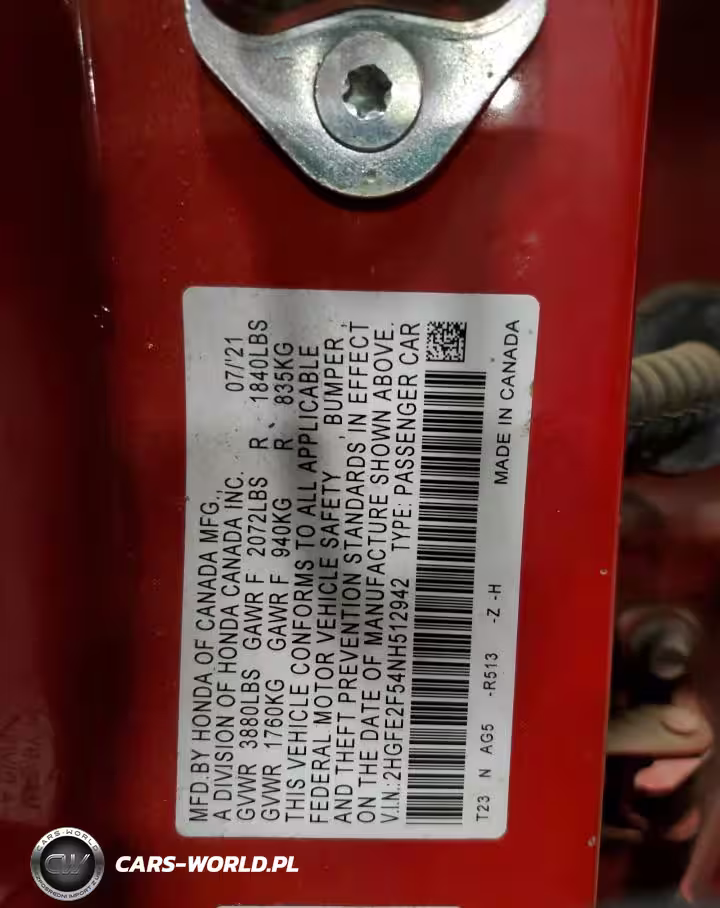 MFD.BY HONDA OF CANADA MFG.,
A DIVISION OF HONDA CANADA INC. 07/'21
GVWR 3880LBS GAWR F 2072LBS R 1840LBS
GVWR 1760KG GAWR F 940KG R 835KG
THIS VEHICLE CONFORMS TO ALL APPLICABLE
FEDERAL MOTOR VEHICLE SAFETY , BUMPER ,
AND THEFT PREVENTION STANDARDS IN EFFECT
ON THE DATE OF MANUFACTURE SHOWN ABOVE.
V.I.N.:2HGFE2F54NH512942 TYPE: PASSENGER CAR
T23 N AG5 -R513 -Z -H MADE IN CANADA
CARS-WORLD
CW
CARS-WORLD.PL